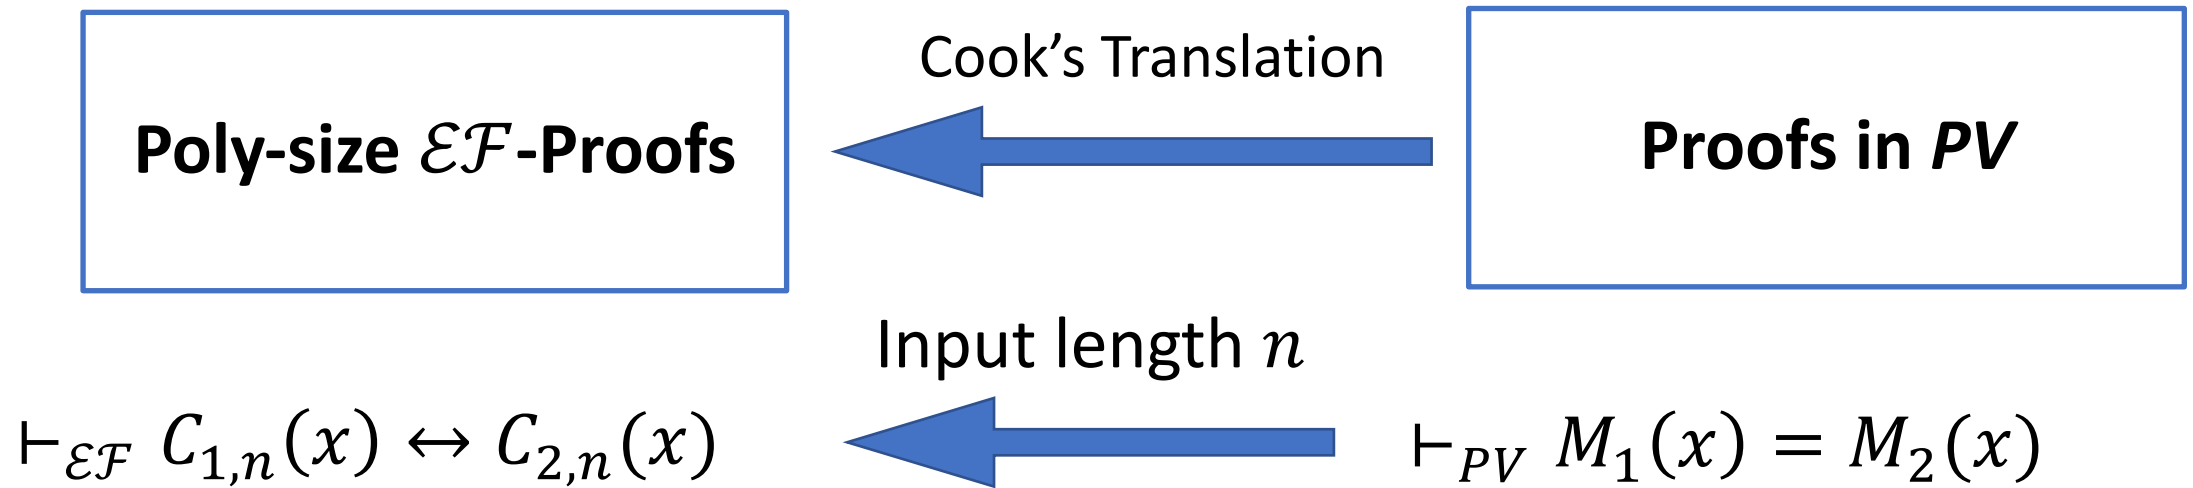 Cook’s Translation
Poly-size ℰℱ-Proofs
Proofs in PV
Input length n
⊢ℰℱ C₁,ₙ(x) ↔ C₂,ₙ(x)
⊢PV M₁(x) = M₂(x)